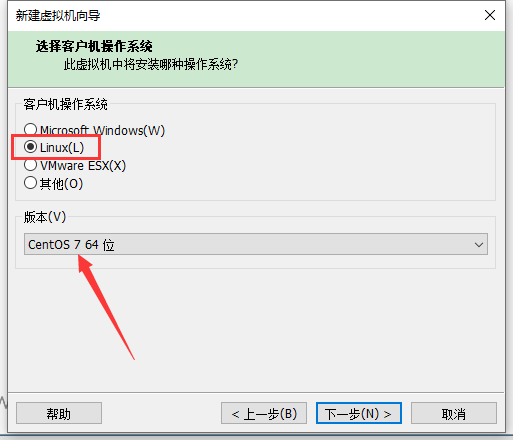 新建虚拟机向导
选择客户机操作系统
此虚拟机中将安装哪种操作系统?
客户机操作系统
Microsoft Windows(W)
Linux(L)
VMware ESX(X)
其他(O)
版本(V)
CentOS 7 64 位
帮助
< 上一步(B)
下一步(N) >
取消